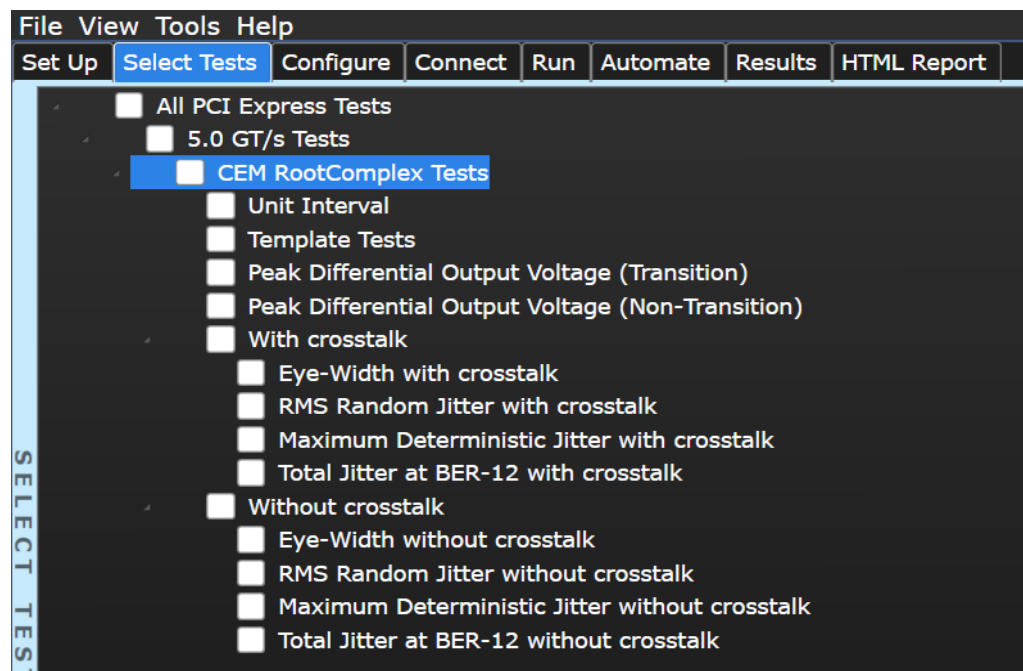 File View Tools Help
Set Up Select Tests Configure Connect Run Automate Results HTML Report
All PCI Express Tests
5.0 GT/s Tests
CEM RootComplex Tests
Unit Interval
Template Tests
Peak Differential Output Voltage (Transition)
Peak Differential Output Voltage (Non-Transition)
With crosstalk
Eye-Width with crosstalk
RMS Random Jitter with crosstalk
Maximum Deterministic Jitter with crosstalk
Total Jitter at BER-12 with crosstalk
Without crosstalk
Eye-Width without crosstalk
RMS Random Jitter without crosstalk
Maximum Deterministic Jitter without crosstalk
Total Jitter at BER-12 without crosstalk
SELECT TES